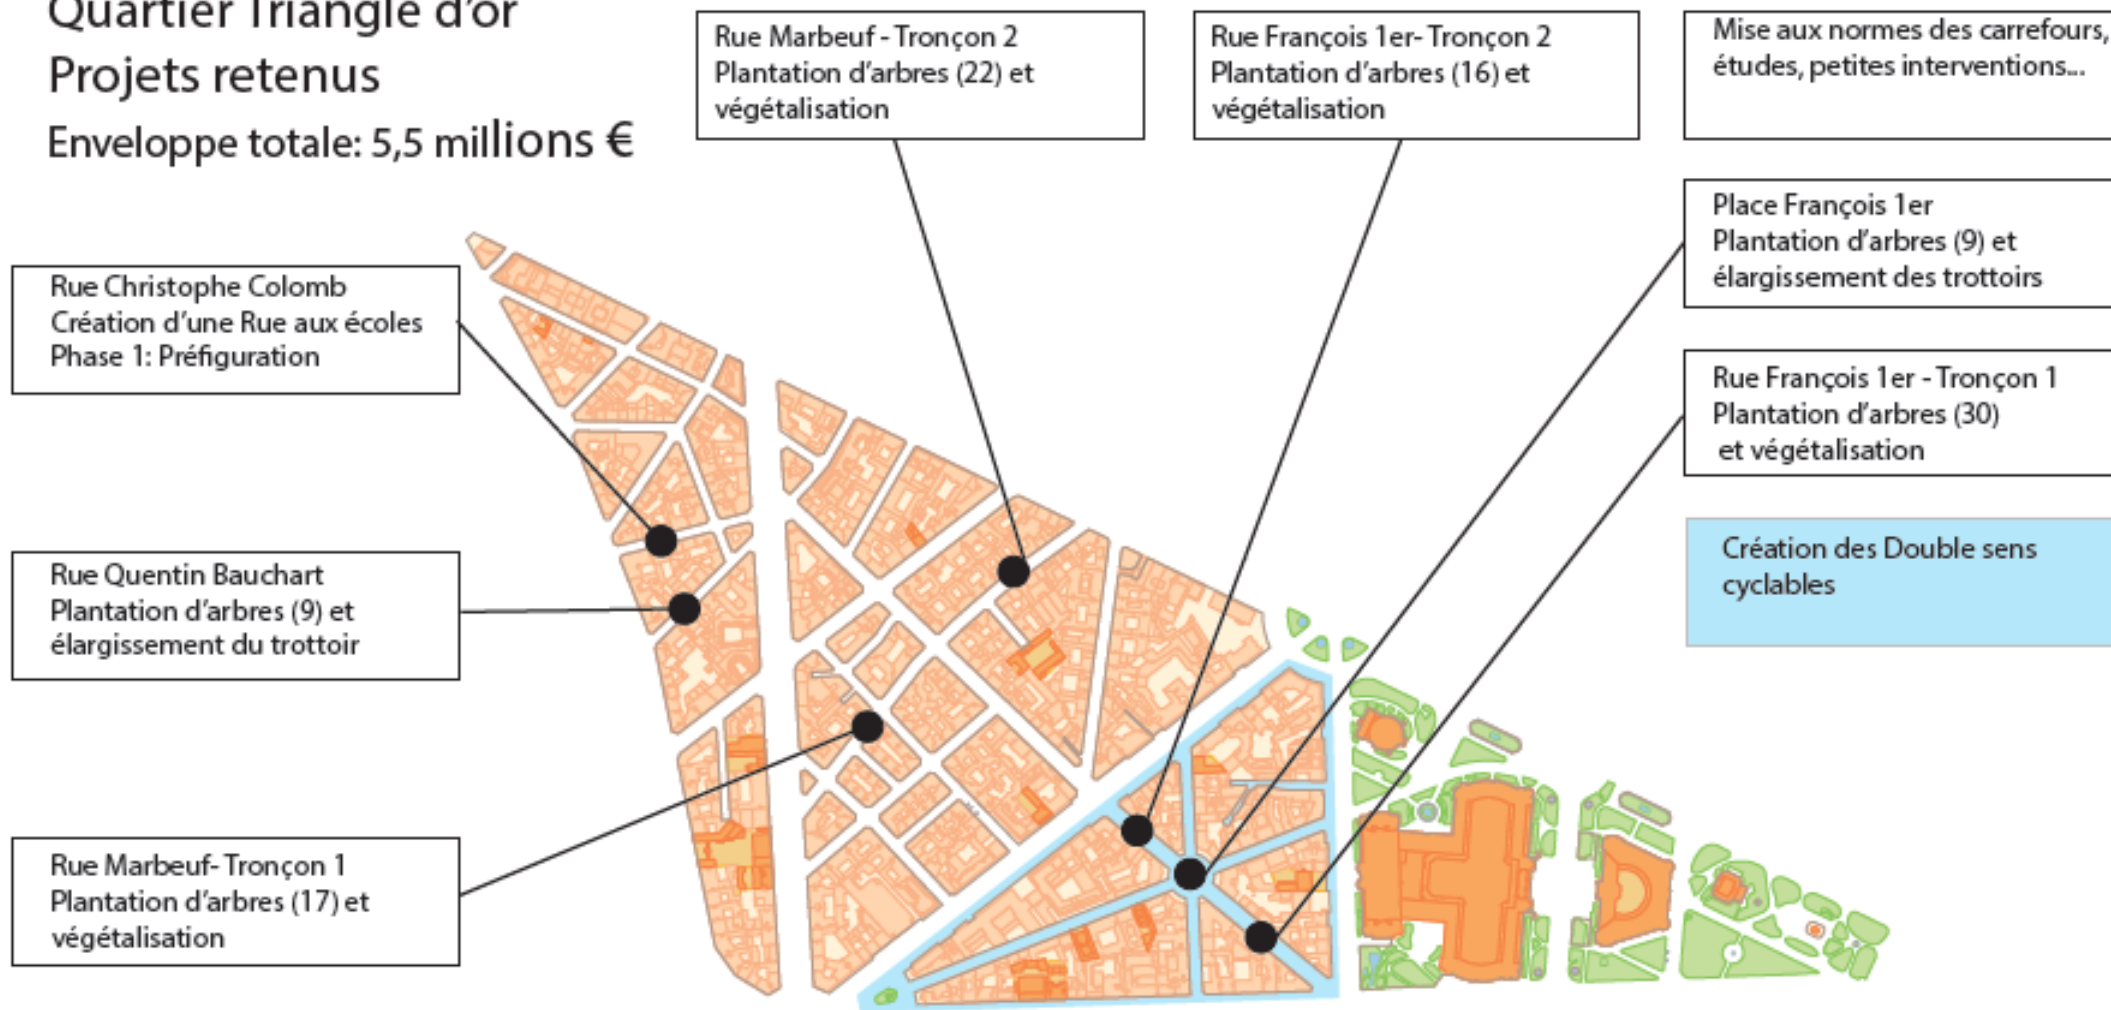 Quartier Triangle d'or
Projets retenus
Enveloppe totale: 5,5 millions €
Rue Marbeuf - Tronçon 2
Plantation d'arbres (22) et
végétalisation
Rue François 1er- Tronçon 2
Plantation d'arbres (16) et
végétalisation
Mise aux normes des carrefours,
études, petites interventions...
Place François 1er
Plantation d'arbres (9) et
élargissement des trottoirs
Rue Christophe Colomb
Création d'une Rue aux écoles
Phase 1: Préfiguration
Rue François 1er - Tronçon 1
Plantation d'arbres (30)
et végétalisation
Rue Quentin Bauchart
Plantation d'arbres (9) et
élargissement du trottoir
Création des Double sens
cyclables
Rue Marbeuf- Tronçon 1
Plantation d'arbres (17) et
végétalisation